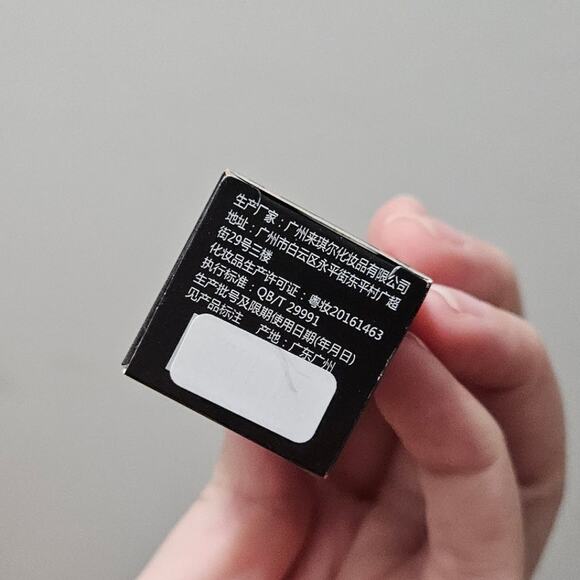 生产厂家：广州来琪尔化妆品有限公司
地址：广州市白云区永平街东平村广超
街29号三楼
化妆品生产许可证：粤妆20161463
执行标准：QB/T 29991
生产批号及限期使用日期(年月日)
见产品标注 产地：广东广州